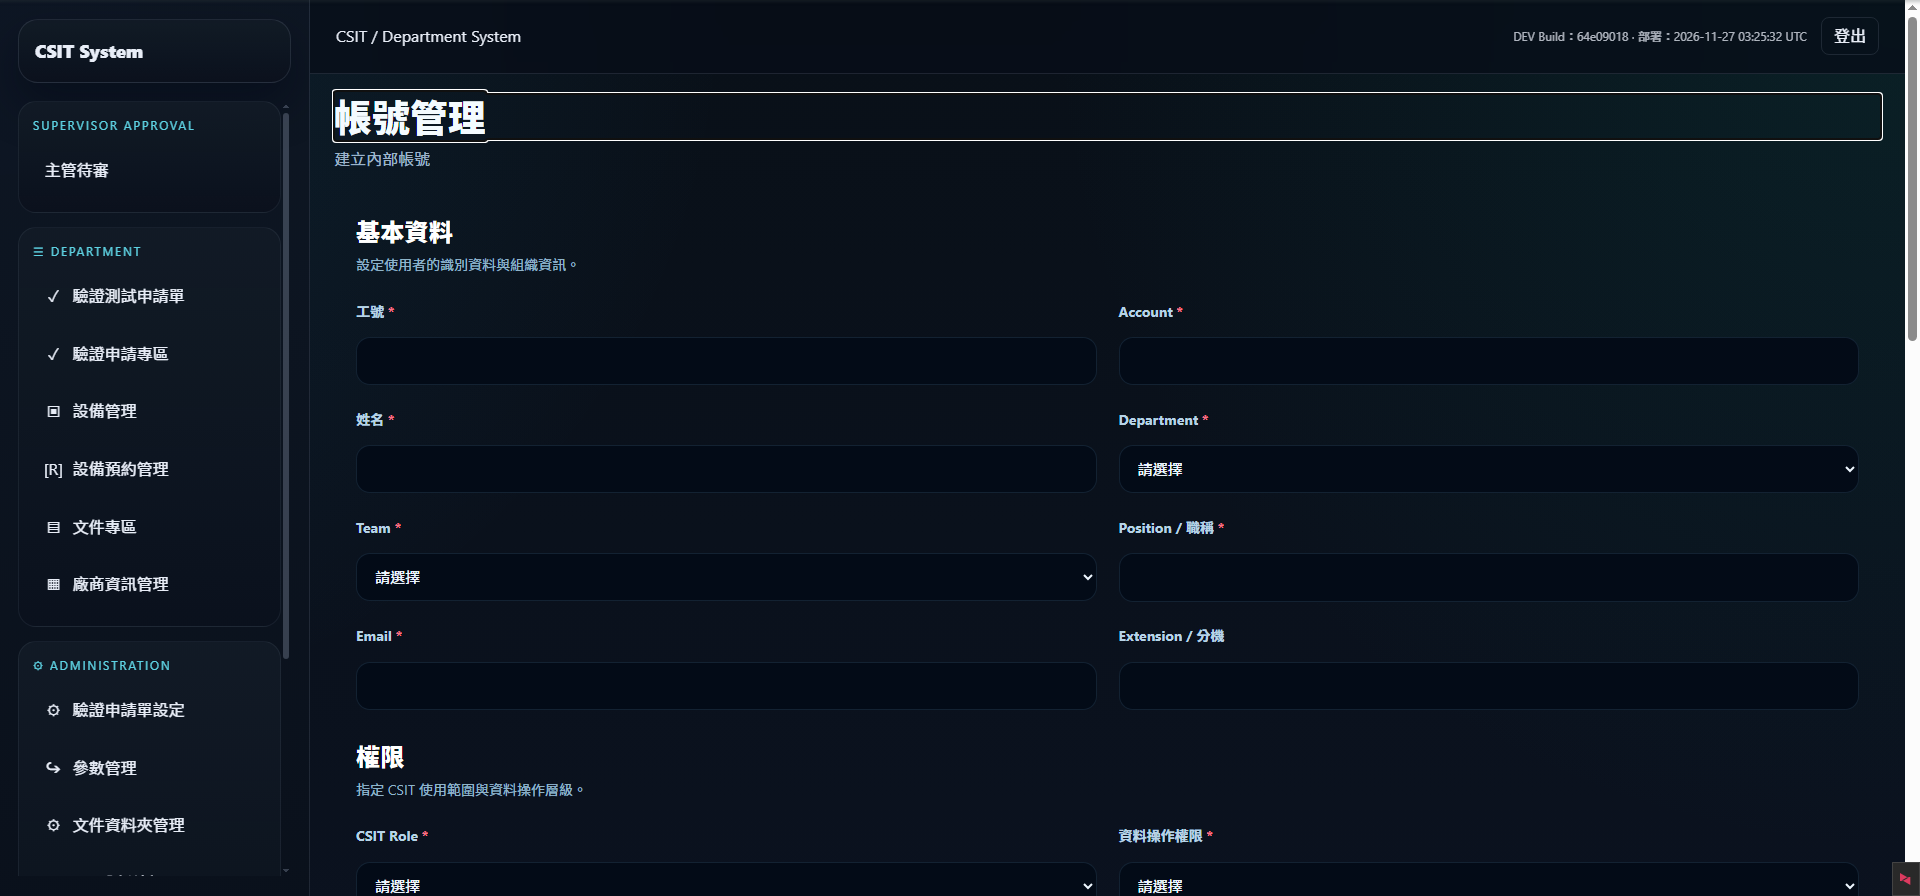 CSIT System
SUPERVISOR APPROVAL
主管待審
☰ DEPARTMENT
✓ 驗證測試申請單
✓ 驗證申請專區
▣ 設備管理
[R] 設備預約管理
▤ 文件專區
▦ 廠商資訊管理
⚙ ADMINISTRATION
⚙ 驗證申請單設定
↪ 參數管理
⚙ 文件資料夾管理
CSIT / Department System
DEV Build：64e09018 · 部署：2026-11-27 03:25:32 UTC
登出
帳號管理
建立內部帳號
基本資料
設定使用者的識別資料與組織資訊。
工號 *
Account *
姓名 *
Department *
請選擇
Team *
請選擇
Position / 職稱 *
Email *
Extension / 分機
權限
指定 CSIT 使用範圍與資料操作層級。
CSIT Role *
請選擇
資料操作權限 *
請選擇